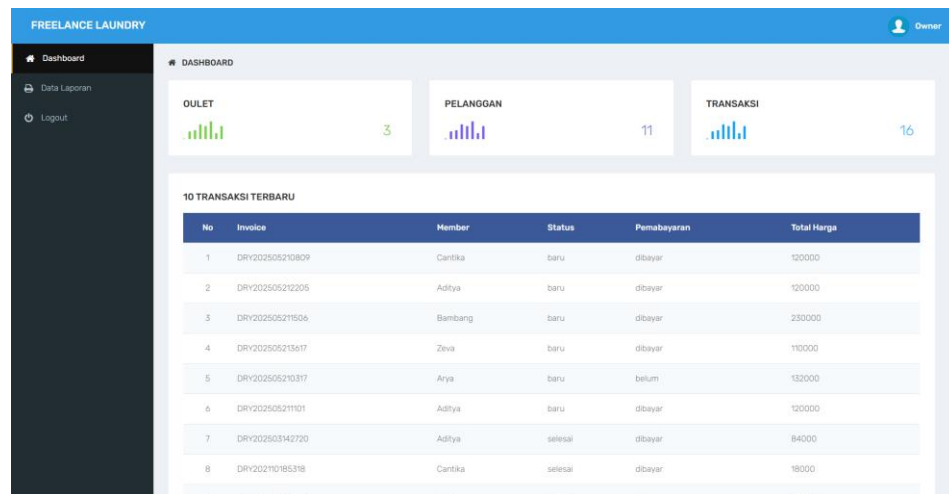 FREELANCE LAUNDRY
Owner
Dashboard
Data Laporan
Logout
DASHBOARD
OULET
3
PELANGGAN
11
TRANSAKSI
16
10 TRANSAKSI TERBARU
No Invoice Member Status Pemabayaran Total Harga
1 DRY202505210809 Cantika baru dibayar 120000
2 DRY202505212205 Aditya baru dibayar 120000
3 DRY202505211506 Bambang baru dibayar 230000
4 DRY202505213617 Zeva baru dibayar 110000
5 DRY202505210317 Arya baru belum 132000
6 DRY202505211101 Aditya baru dibayar 120000
7 DRY202503142720 Aditya selesai dibayar 84000
8 DRY202110185318 Cantika selesai dibayar 18000